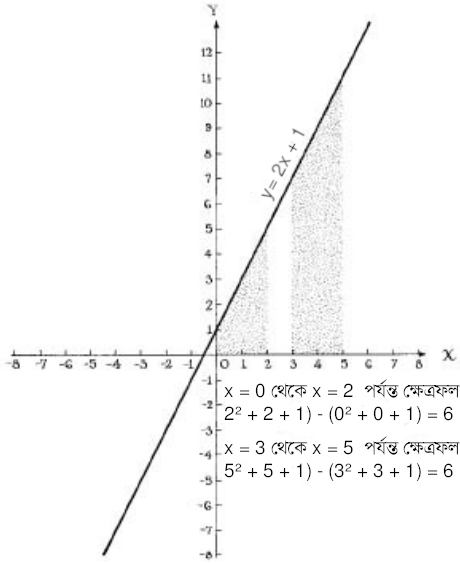 Y
12
11
10
9
8
7
6
5
4
3
2
1
y = 2x + 1
-8 -7 -6 -5 -4 -3 -2 -1 0 1 2 3 4 5 6 7 8 X
-1
-2
-3
-4
-5
-6
-7
-8
x = 0 থেকে x = 2 পর্যন্ত ক্ষেত্রফল
2² + 2 + 1) - (0² + 0 + 1) = 6
x = 3 থেকে x = 5 পর্যন্ত ক্ষেত্রফল
5² + 5 + 1) - (3² + 3 + 1) = 6